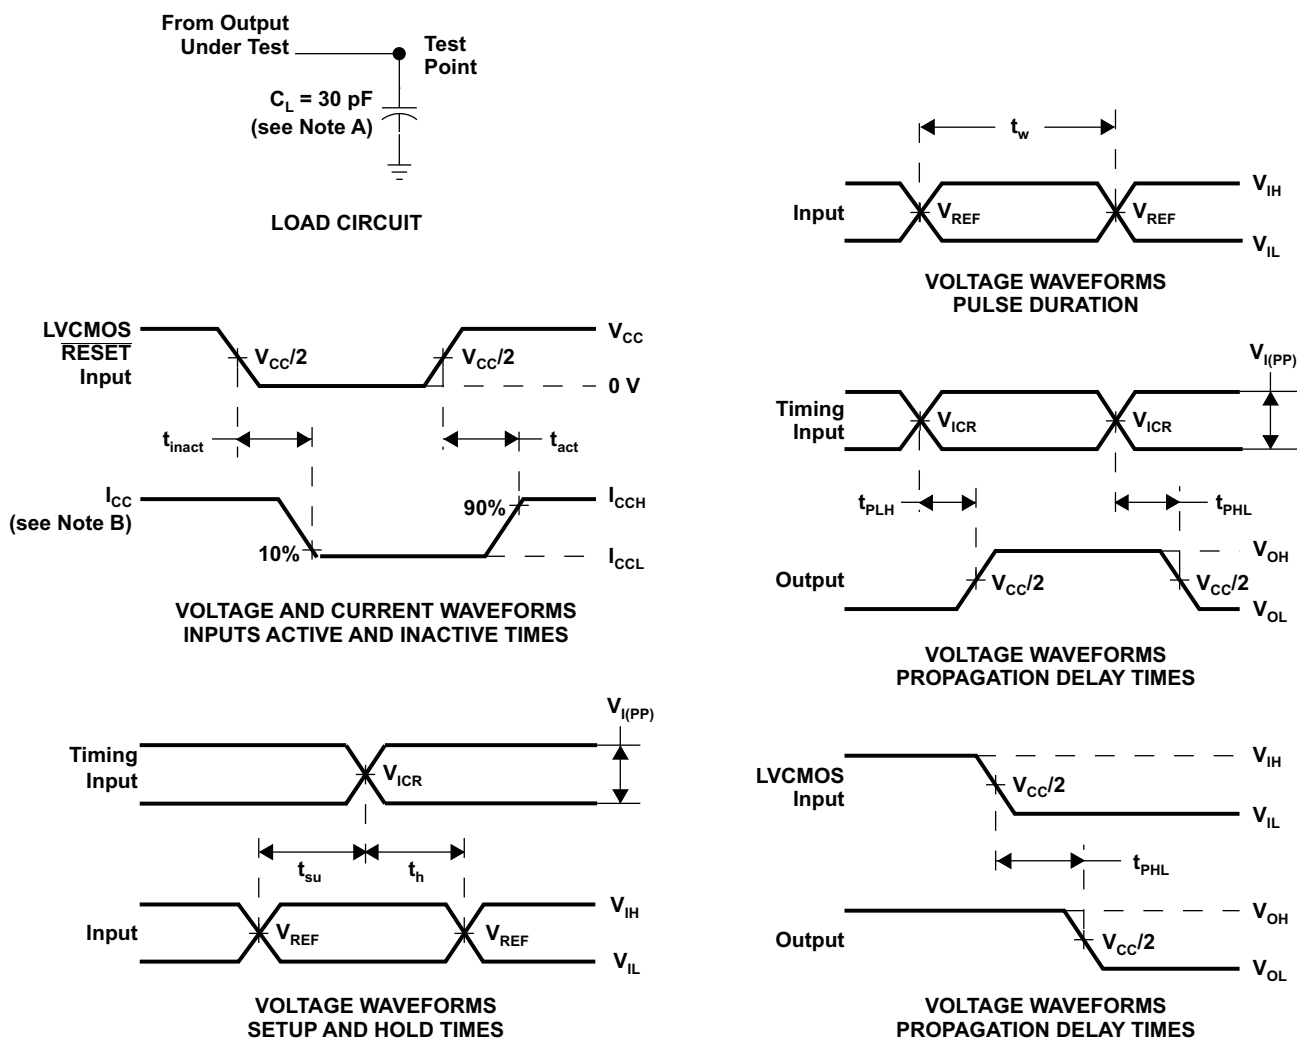 From Output
Under Test
Test
Point
C_L = 30 pF
(see Note A)
LOAD CIRCUIT
t_w
Input
V_REF
V_REF
V_IH
V_IL
VOLTAGE WAVEFORMS
PULSE DURATION
LVCMOS
RESET
Input
V_CC/2
V_CC/2
V_CC
0 V
t_inact
t_act
I_CC
(see Note B)
10%
90%
I_CCH
I_CCL
VOLTAGE AND CURRENT WAVEFORMS
INPUTS ACTIVE AND INACTIVE TIMES
Timing
Input
V_ICR
V_ICR
V_I(PP)
t_PLH
t_PHL
Output
V_CC/2
V_CC/2
V_OH
V_OL
VOLTAGE WAVEFORMS
PROPAGATION DELAY TIMES
Timing
Input
V_ICR
V_I(PP)
t_su
t_h
Input
V_REF
V_REF
V_IH
V_IL
VOLTAGE WAVEFORMS
SETUP AND HOLD TIMES
LVCMOS
Input
V_CC/2
V_IH
V_IL
t_PHL
Output
V_CC/2
V_OH
V_OL
VOLTAGE WAVEFORMS
PROPAGATION DELAY TIMES